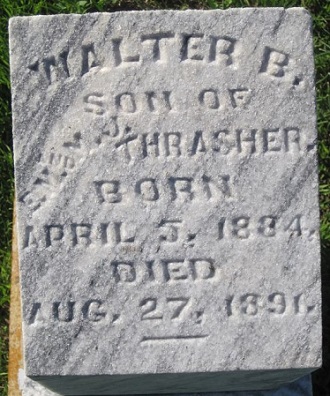 WALTER B.
SON OF
M. J. THRASHER.
BORN
APRIL 5, 1884.
DIED
AUG. 27, 1891.